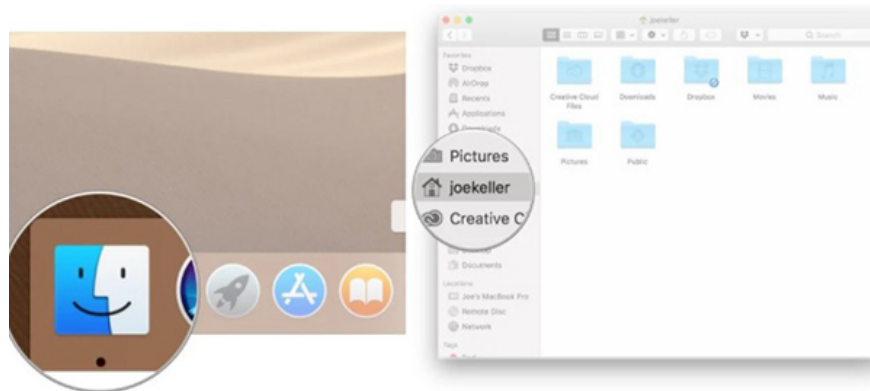 joekeller
Search
Favorites
Dropbox
AirDrop
Recents
Applications
Downloads
Pictures
joekeller
Creative C
Documents
Locations
Joe's MacBook Pro
Remote Disc
Network
Tags
Creative Cloud
Files
Downloads
Dropbox
Movies
Music
Pictures
Public